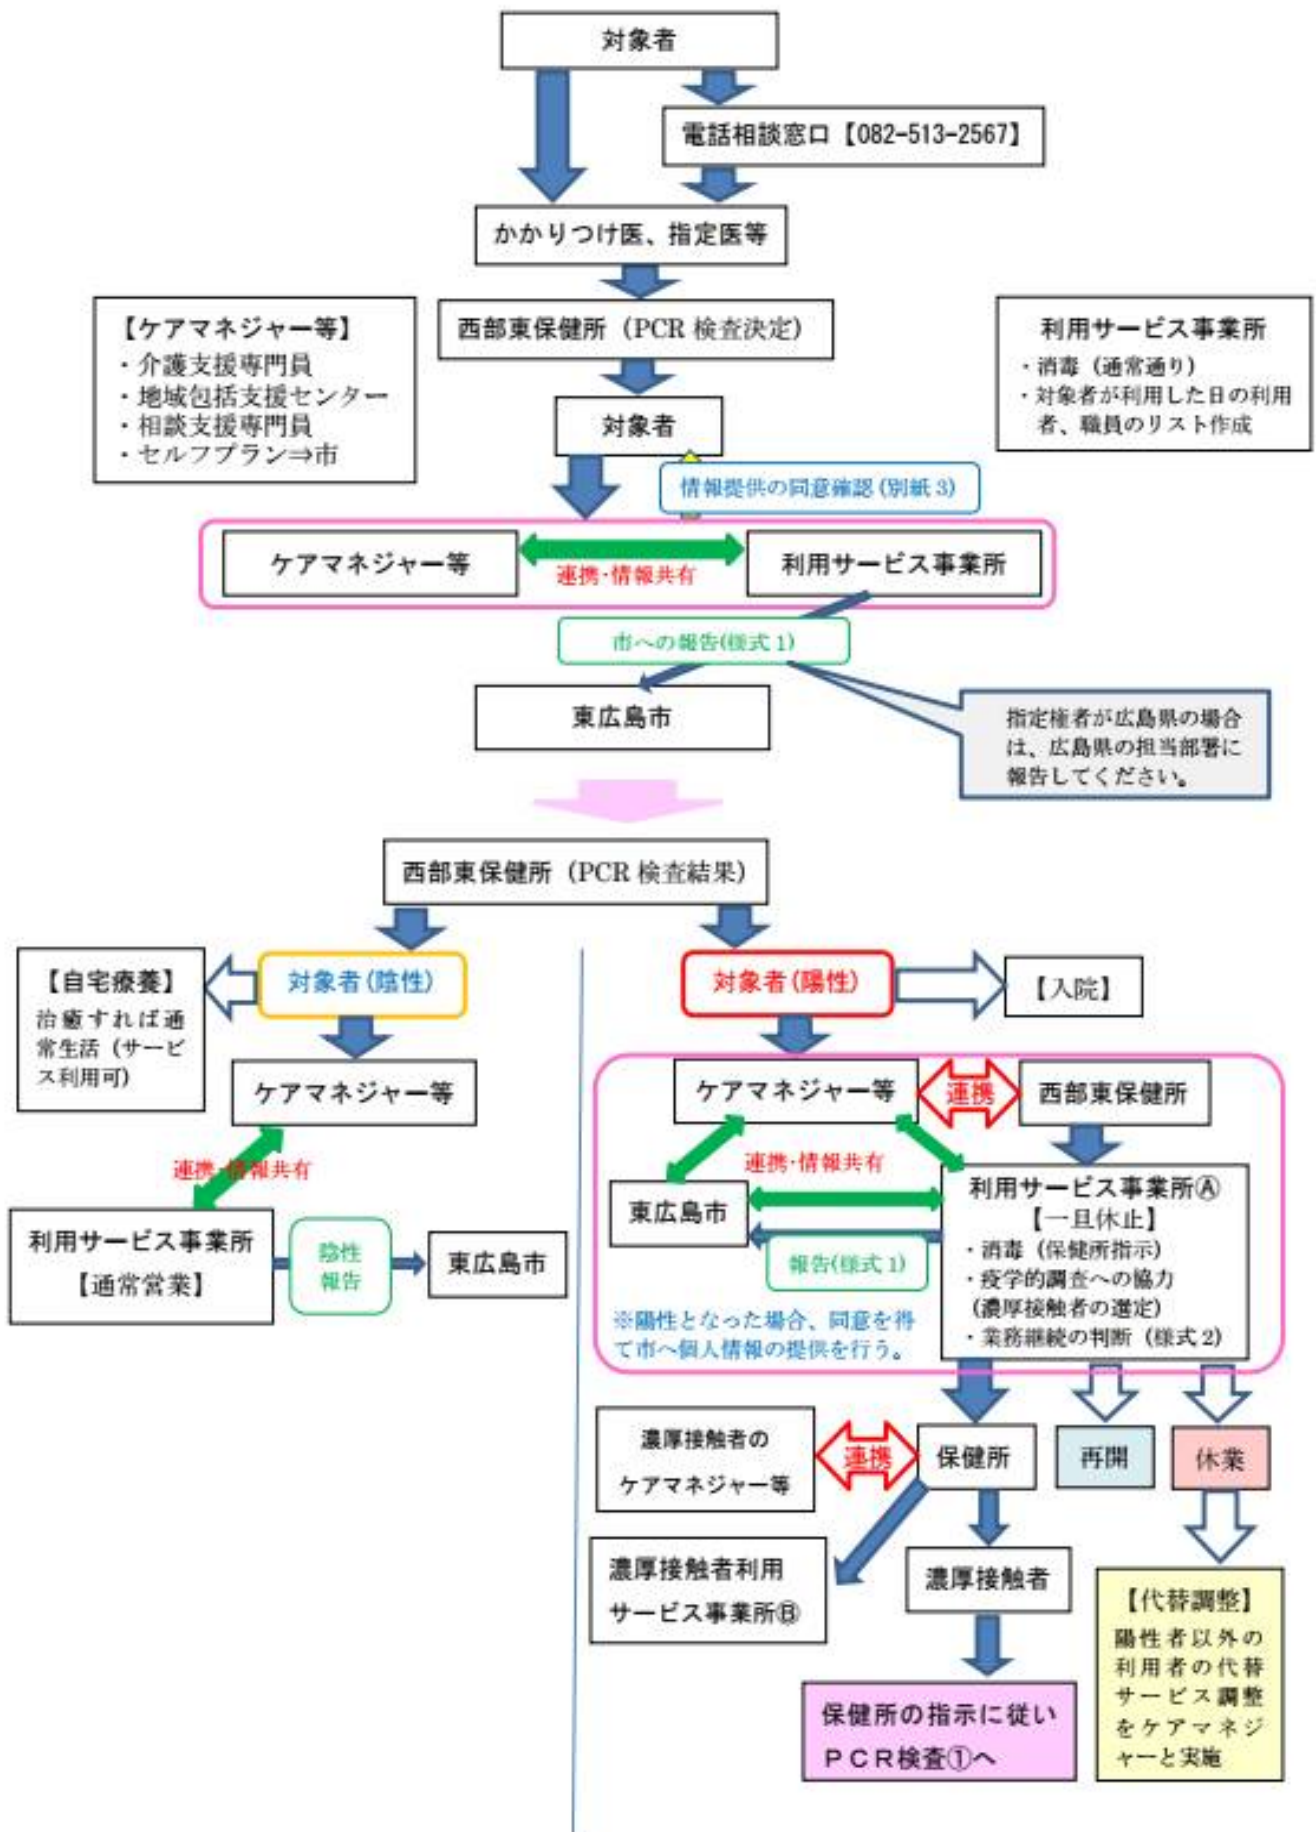 対象者
電話相談窓口【082-513-2567】
かかりつけ医、指定医等
西部東保健所（PCR 検査決定）
【ケアマネジャー等】
・介護支援専門員
・地域包括支援センター
・相談支援専門員
・セルフプラン⇒市
利用サービス事業所
・消毒（通常通り）
・対象者が利用した日の利用
者、職員のリスト作成
対象者
情報提供の同意確認(別紙 3)
ケアマネジャー等
連携・情報共有
利用サービス事業所
市への報告(様式 1)
東広島市
指定権者が広島県の場合
は、広島県の担当部署に
報告してください。
西部東保健所（PCR 検査結果）
【自宅療養】
治癒すれば通
常生活（サービ
ス利用可）
対象者(陰性)
ケアマネジャー等
連携・情報共有
利用サービス事業所
【通常営業】
陰性
報告
東広島市
対象者(陽性)
【入院】
ケアマネジャー等
連携
西部東保健所
連携・情報共有
東広島市
報告(様式 1)
利用サービス事業所Ⓐ
【一旦休止】
・消毒（保健所指示）
・疫学的調査への協力
(濃厚接触者の選定)
・業務継続の判断（様式 2）
※陽性となった場合、同意を得
て市へ個人情報の提供を行う。
濃厚接触者の
ケアマネジャー等
連携
保健所
再開
休業
濃厚接触者利用
サービス事業所Ⓑ
濃厚接触者
【代替調整】
陽性者以外の
利用者の代替
サービス調整
をケアマネジ
ャーと実施
保健所の指示に従い
ＰＣＲ検査①へ